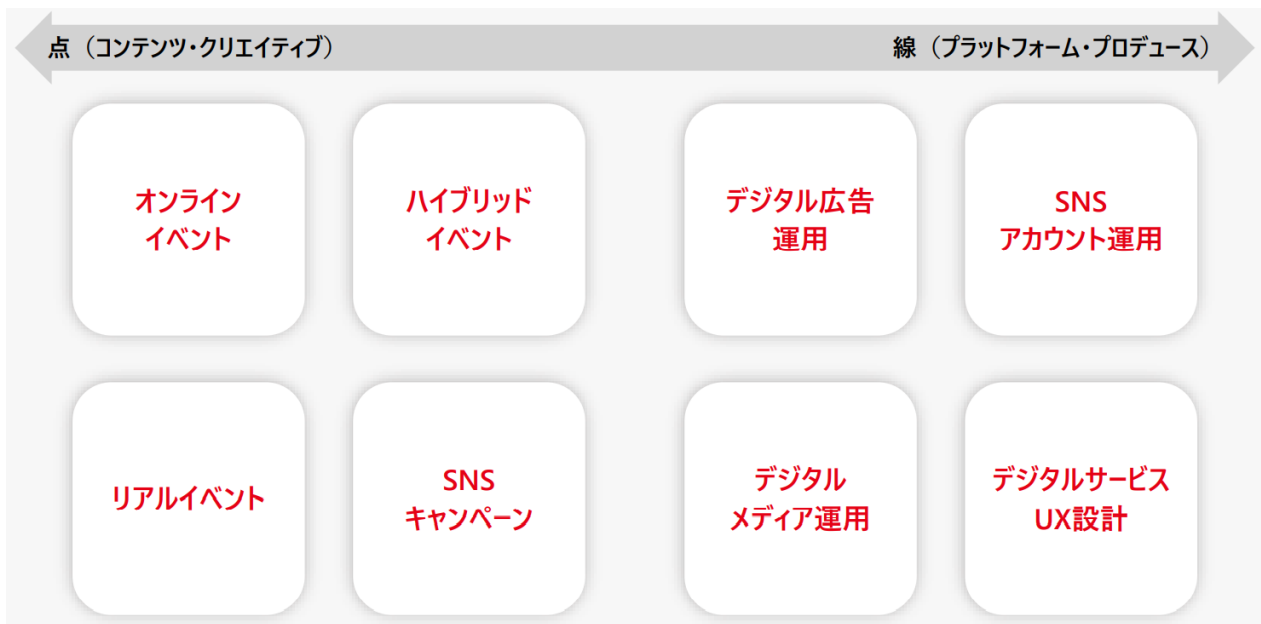 点（コンテンツ・クリエイティブ）
線（プラットフォーム・プロデュース）
オンライン
イベント
ハイブリッド
イベント
デジタル広告
運用
SNS
アカウント運用
リアルイベント
SNS
キャンペーン
デジタル
メディア運用
デジタルサービス
UX設計